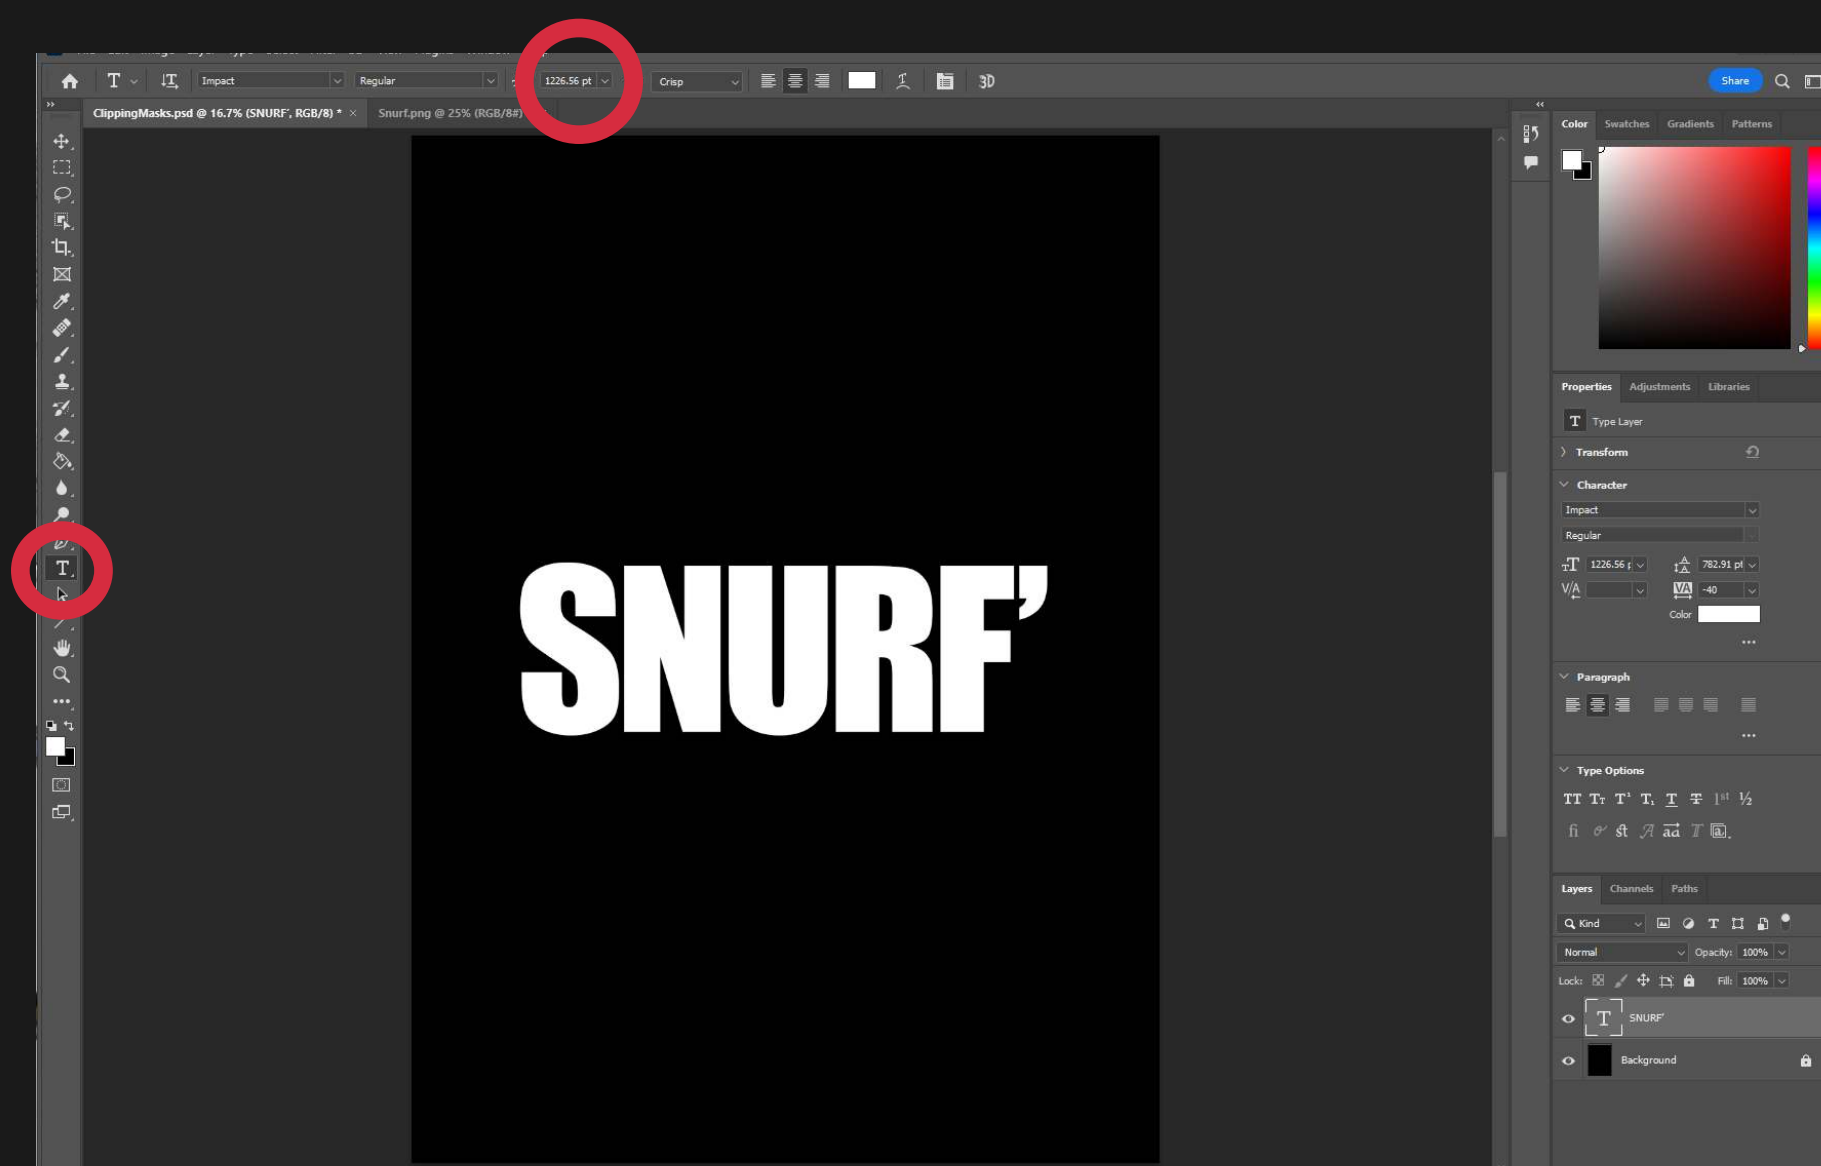 Impact
Regular
1226.56 pt
Crisp
3D
Share
ClippingMasks.psd @ 16.7% (SNURF', RGB/8) *
Snurf.png @ 25% (RGB/8#)
Color Swatches Gradients Patterns
SNURF’
Properties Adjustments Libraries
Type Layer
Transform
Character
Impact
Regular
1226.56 782.91 pt
-40
Color
Paragraph
Type Options
Layers Channels Paths
Kind
Normal Opacity: 100%
Lock: Fill: 100%
SNURF'
Background